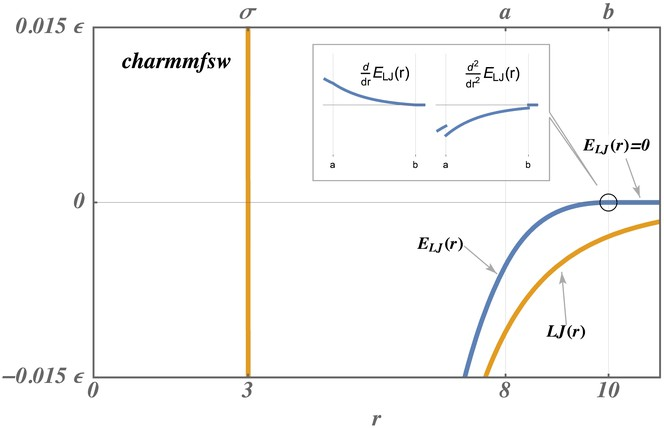 σ a b
0.015 ϵ
charmmfsw
d/dr E_LJ(r) d²/dr² E_LJ(r)
a b a b
E_LJ(r)=0
0
E_LJ(r)
LJ(r)
−0.015 ϵ
0 3 8 10
r